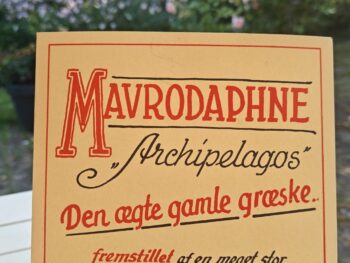 MAVRODAPHNE
„Archipelagos"
Den ægte gamle græske..
fremstillet af en meget stor